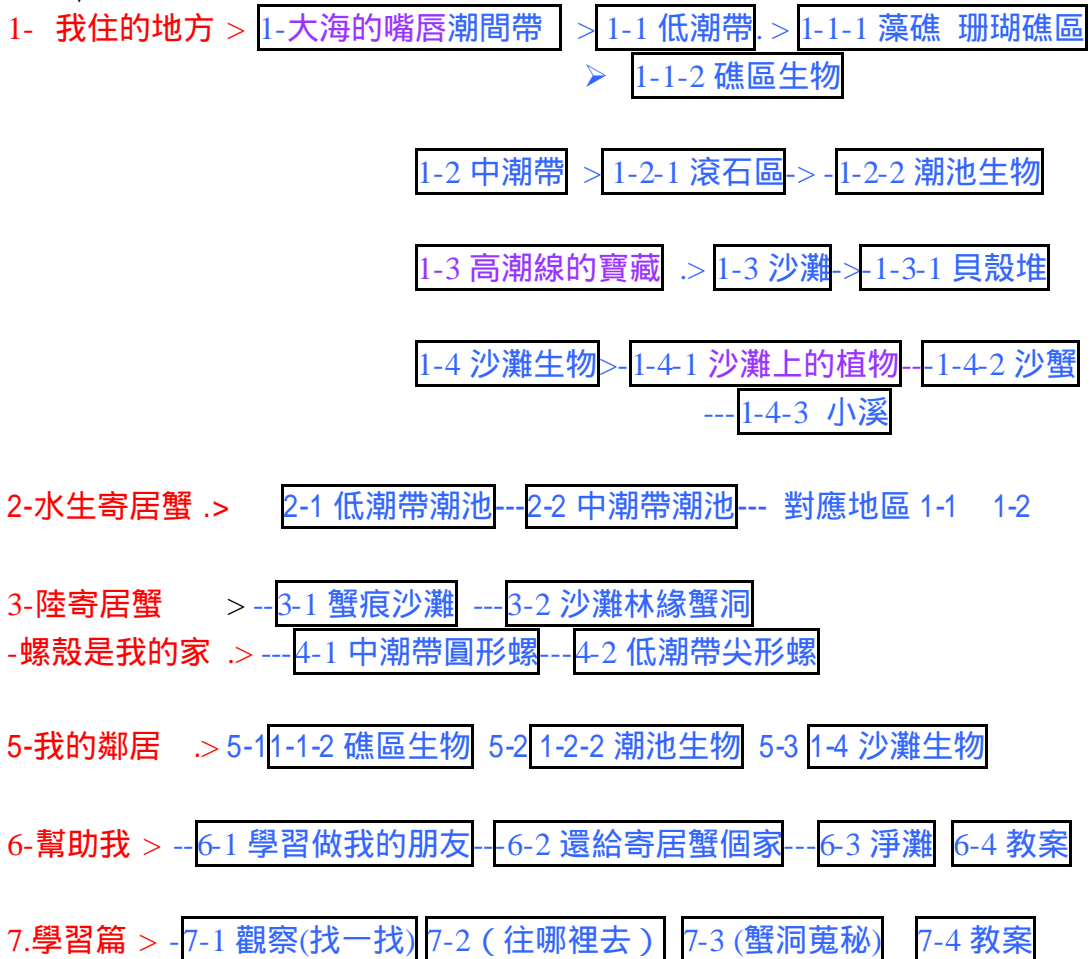 1- 我住的地方 > 1-大海的嘴唇潮間帶 > 1-1 低潮帶. > 1-1-1 藻礁 珊瑚礁區
➢ 1-1-2 礁區生物
1-2 中潮帶 > 1-2-1 滾石區-> -1-2-2 潮池生物
1-3 高潮線的寶藏 .> 1-3 沙灘->-1-3-1 貝殼堆
1-4 沙灘生物>-1-4-1 沙灘上的植物---1-4-2 沙蟹
---1-4-3 小溪
2-水生寄居蟹 .> 2-1 低潮帶潮池---2-2 中潮帶潮池--- 對應地區 1-1 1-2
3-陸寄居蟹 > --3-1 蟹痕沙灘 ---3-2 沙灘林緣蟹洞
-螺殼是我的家 .> ---4-1 中潮帶圓形螺---4-2 低潮帶尖形螺
5-我的鄰居 .> 5-11-1-2 礁區生物 5-2 1-2-2 潮池生物 5-3 1-4 沙灘生物
6-幫助我 > --6-1 學習做我的朋友---6-2 還給寄居蟹個家---6-3 淨灘 6-4 教案
7.學習篇 > -7-1 觀察(找一找) 7-2（往哪裡去） 7-3 (蟹洞蒐秘) 7-4 教案